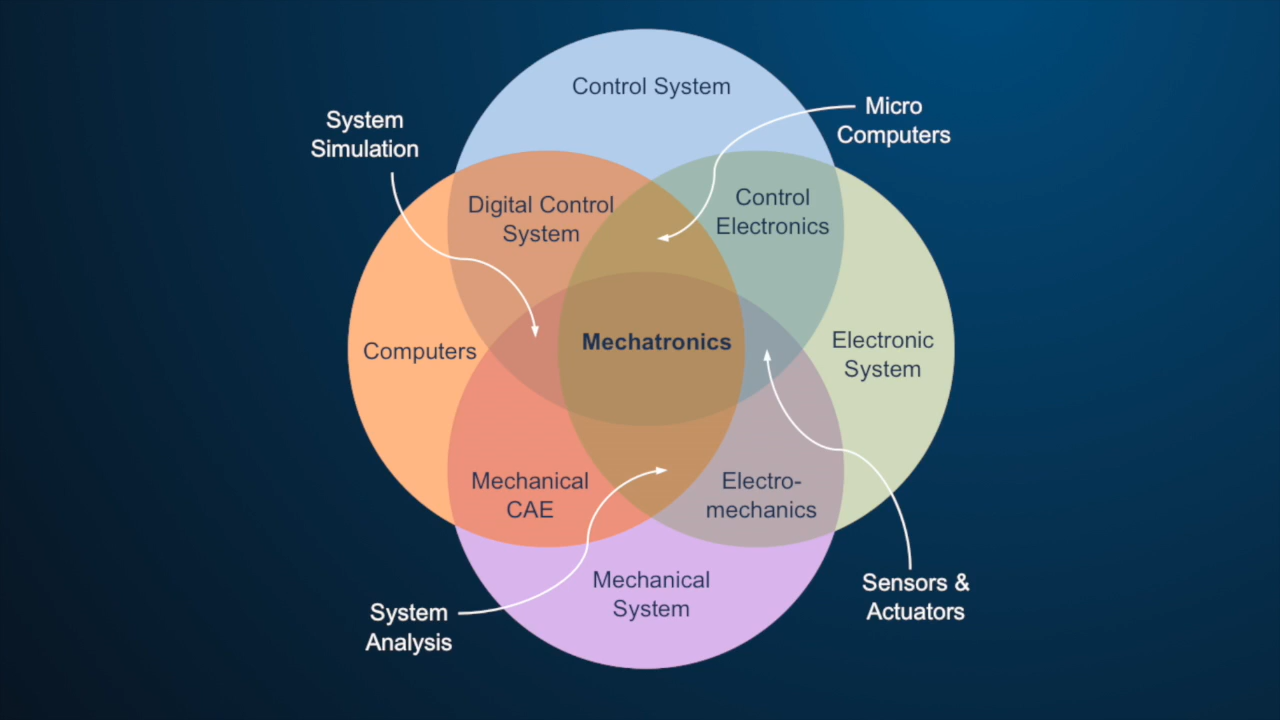 Control System
Micro
Computers
System
Simulation
Digital Control
System
Control
Electronics
Computers
Mechatronics
Electronic
System
Mechanical
CAE
Electro-
mechanics
Mechanical
System
Sensors &
Actuators
System
Analysis